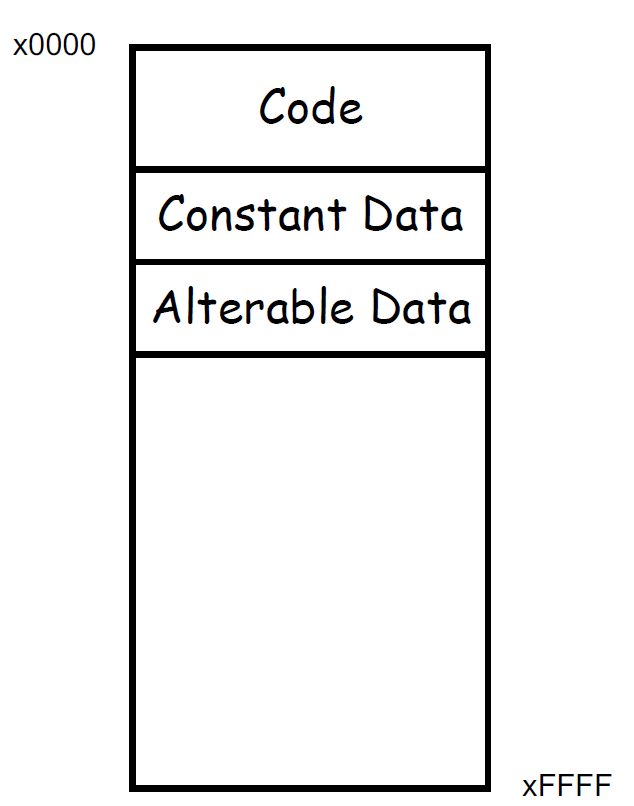 x0000
Code
Constant Data
Alterable Data
xFFFF